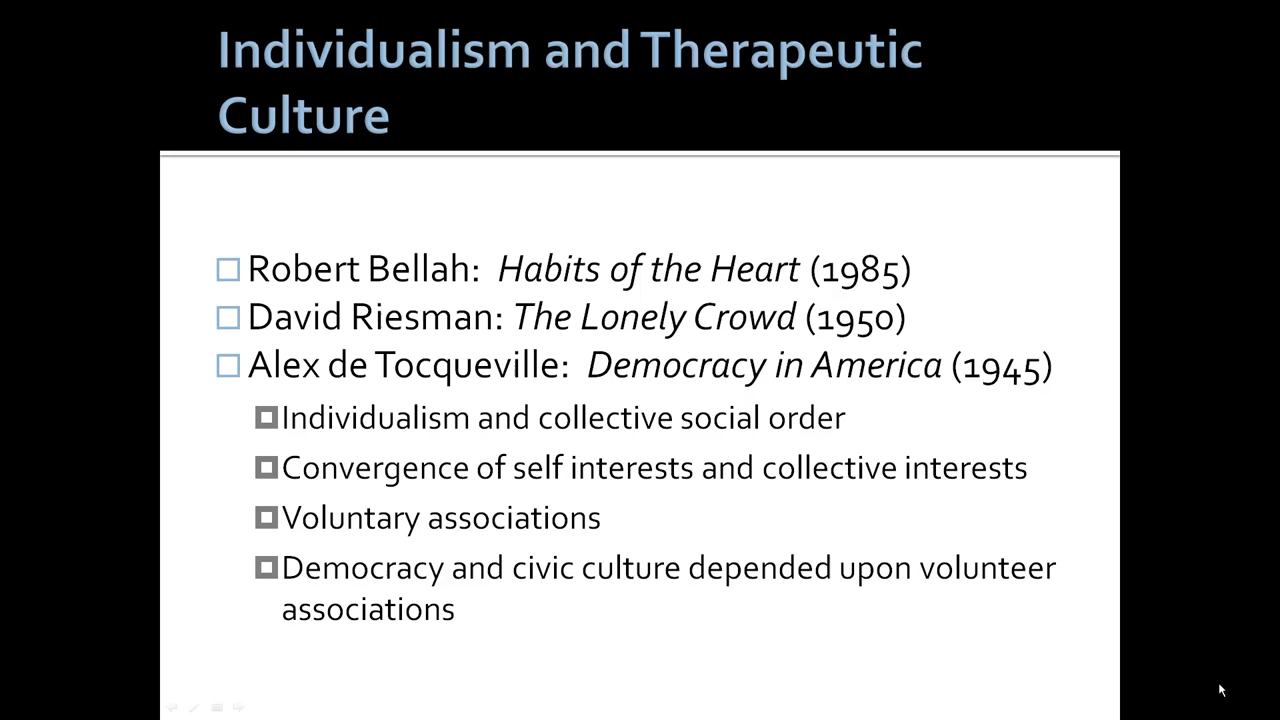 Individualism and Therapeutic
Culture
Robert Bellah: Habits of the Heart (1985)
David Riesman: The Lonely Crowd (1950)
Alex de Tocqueville: Democracy in America (1945)
Individualism and collective social order
Convergence of self interests and collective interests
Voluntary associations
Democracy and civic culture depended upon volunteer
associations